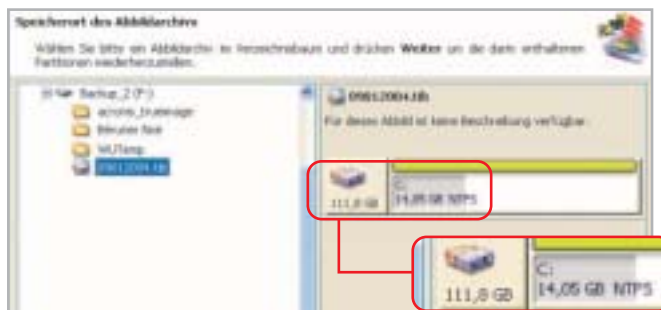 Speicherort des Abbildarchivs
Wählen Sie bitte ein Abbildarchiv im Verzeichnisbaum und drücken Weiter um die darin enthaltenen
Partitionen wiederherzustellen.
Backup_2 (F:)
acronis_trueimage
WUTemp
09012004.tib
09012004.tib
Für dieses Abbild ist keine Beschreibung verfügbar.
C:
111,8 GB
14,05 GB NTFS
C:
111,8 GB
14,05 GB NTFS